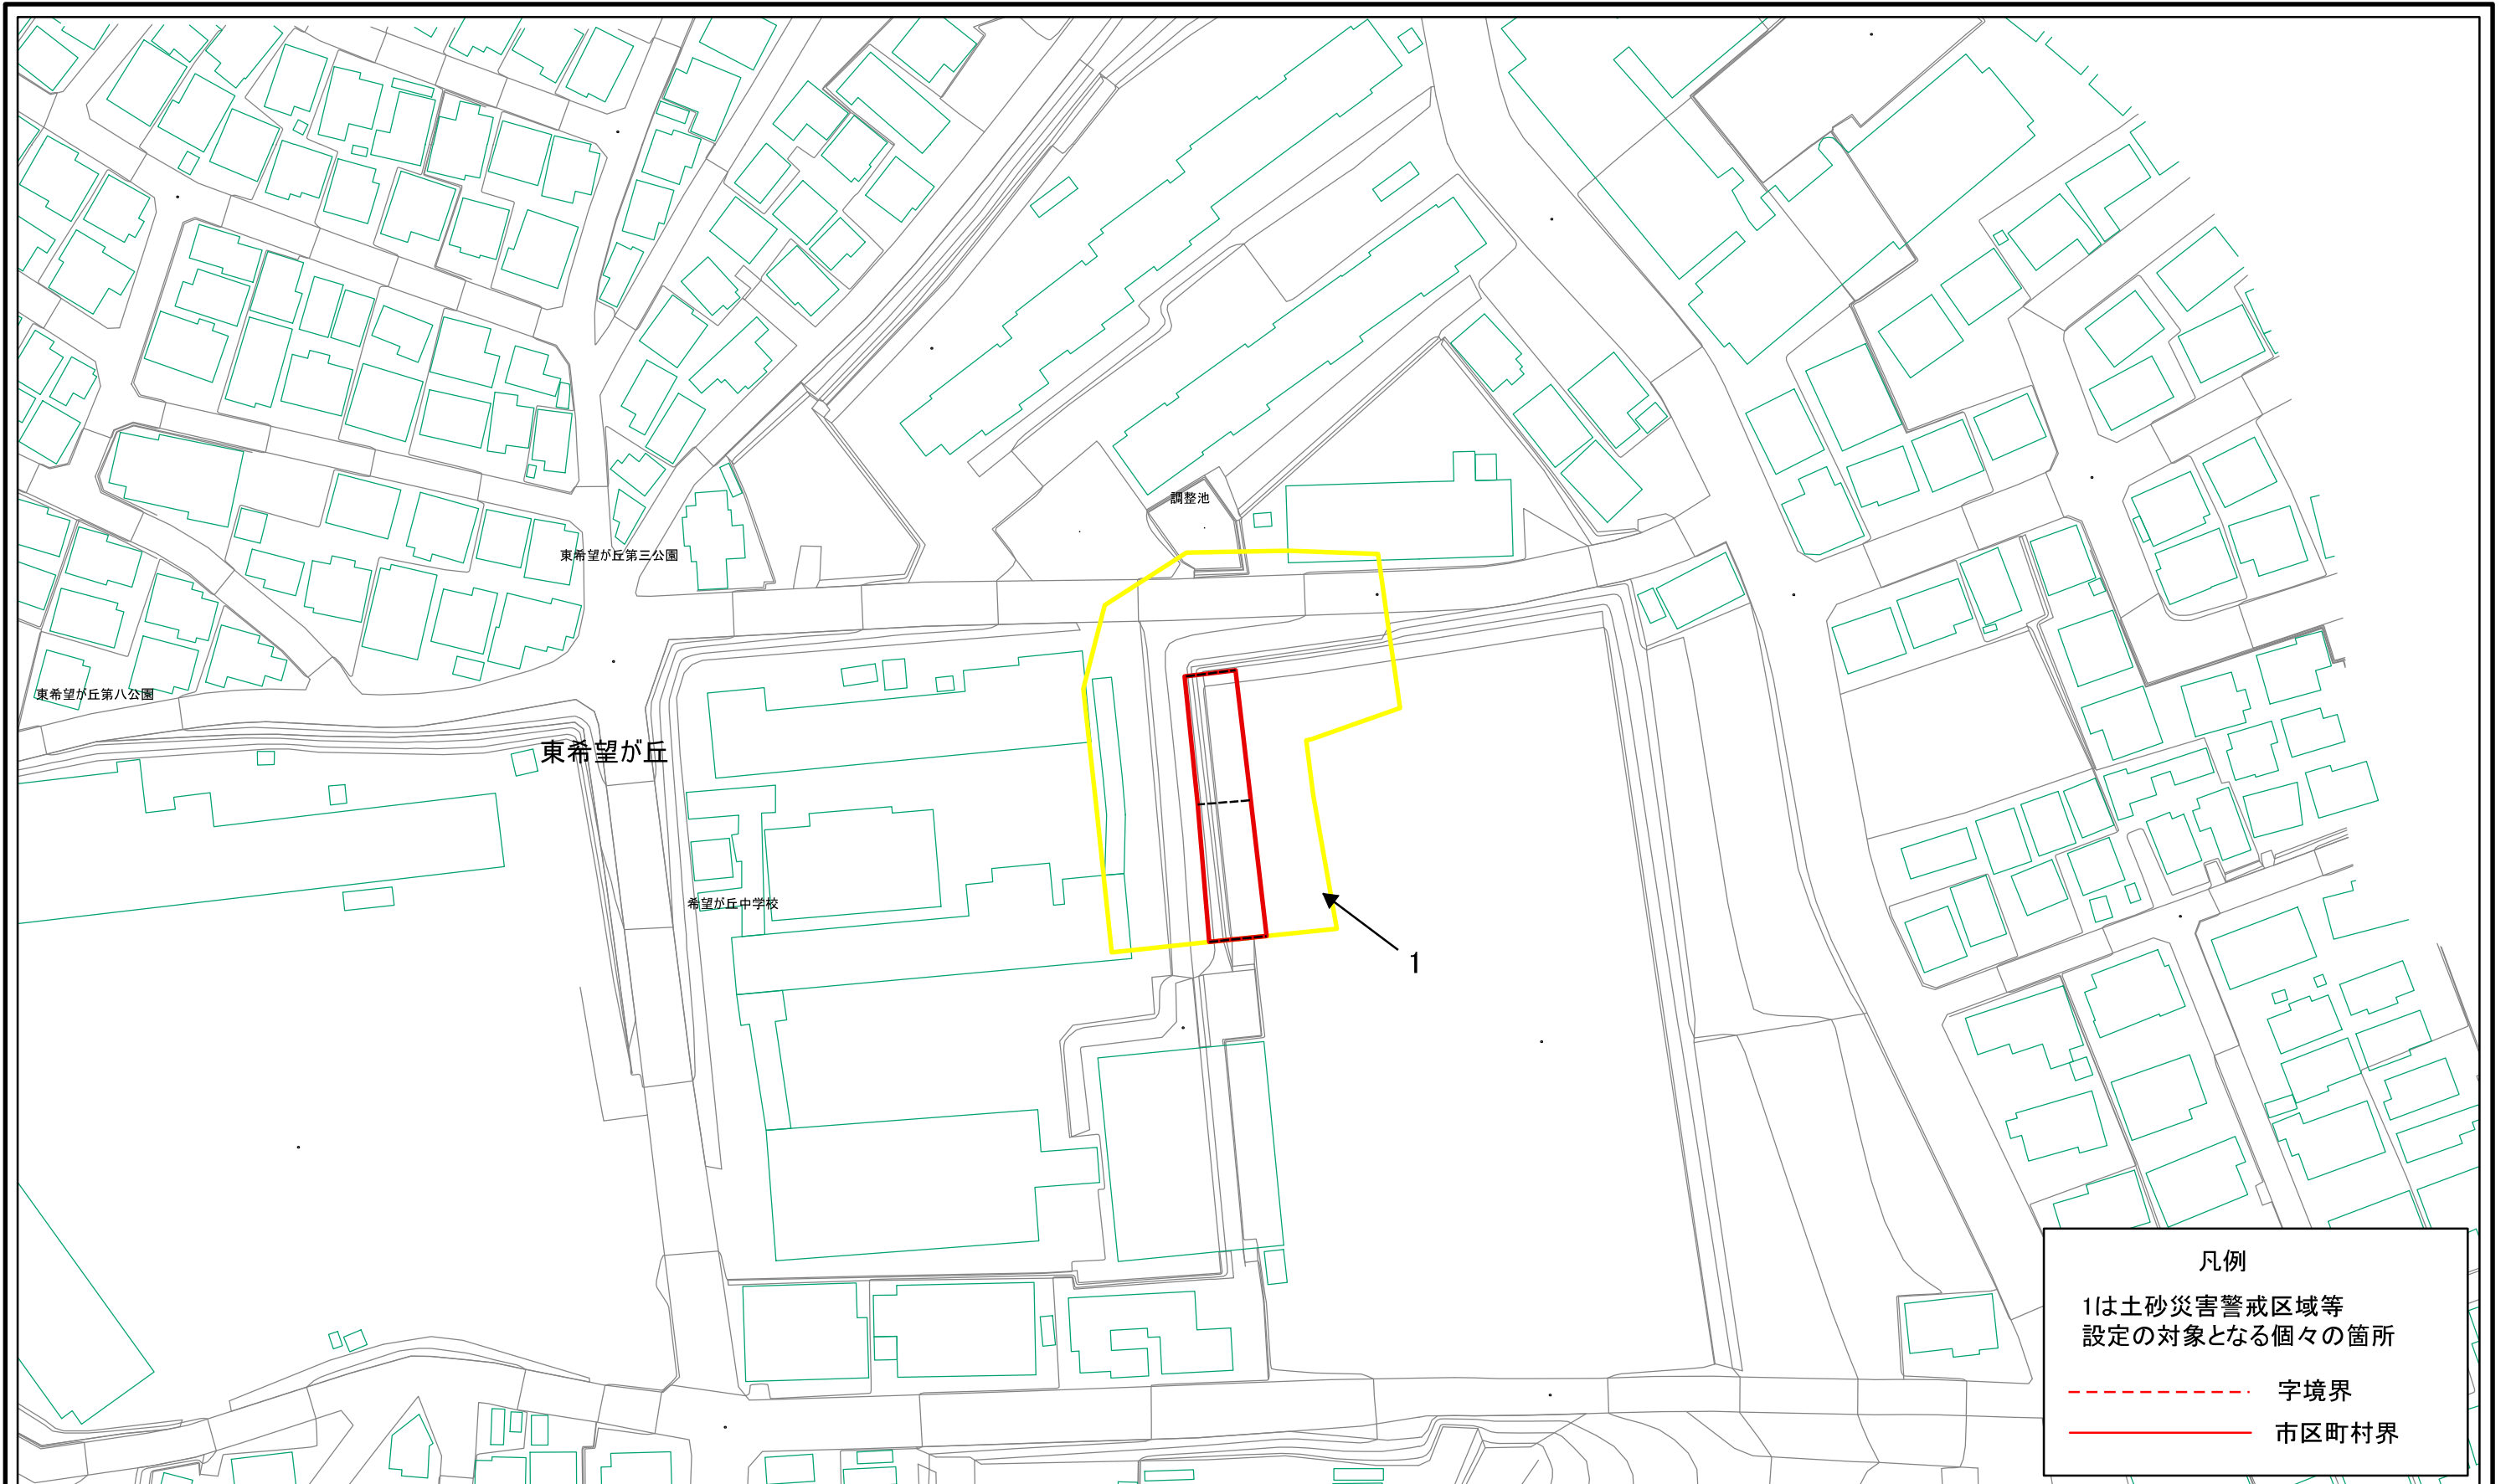 調整池
東希望が丘第三公園
東希望が丘第八公園
東希望が丘
希望が丘中学校
1
凡例
1は土砂災害警戒区域等
設定の対象となる個々の箇所
字境界
市区町村界